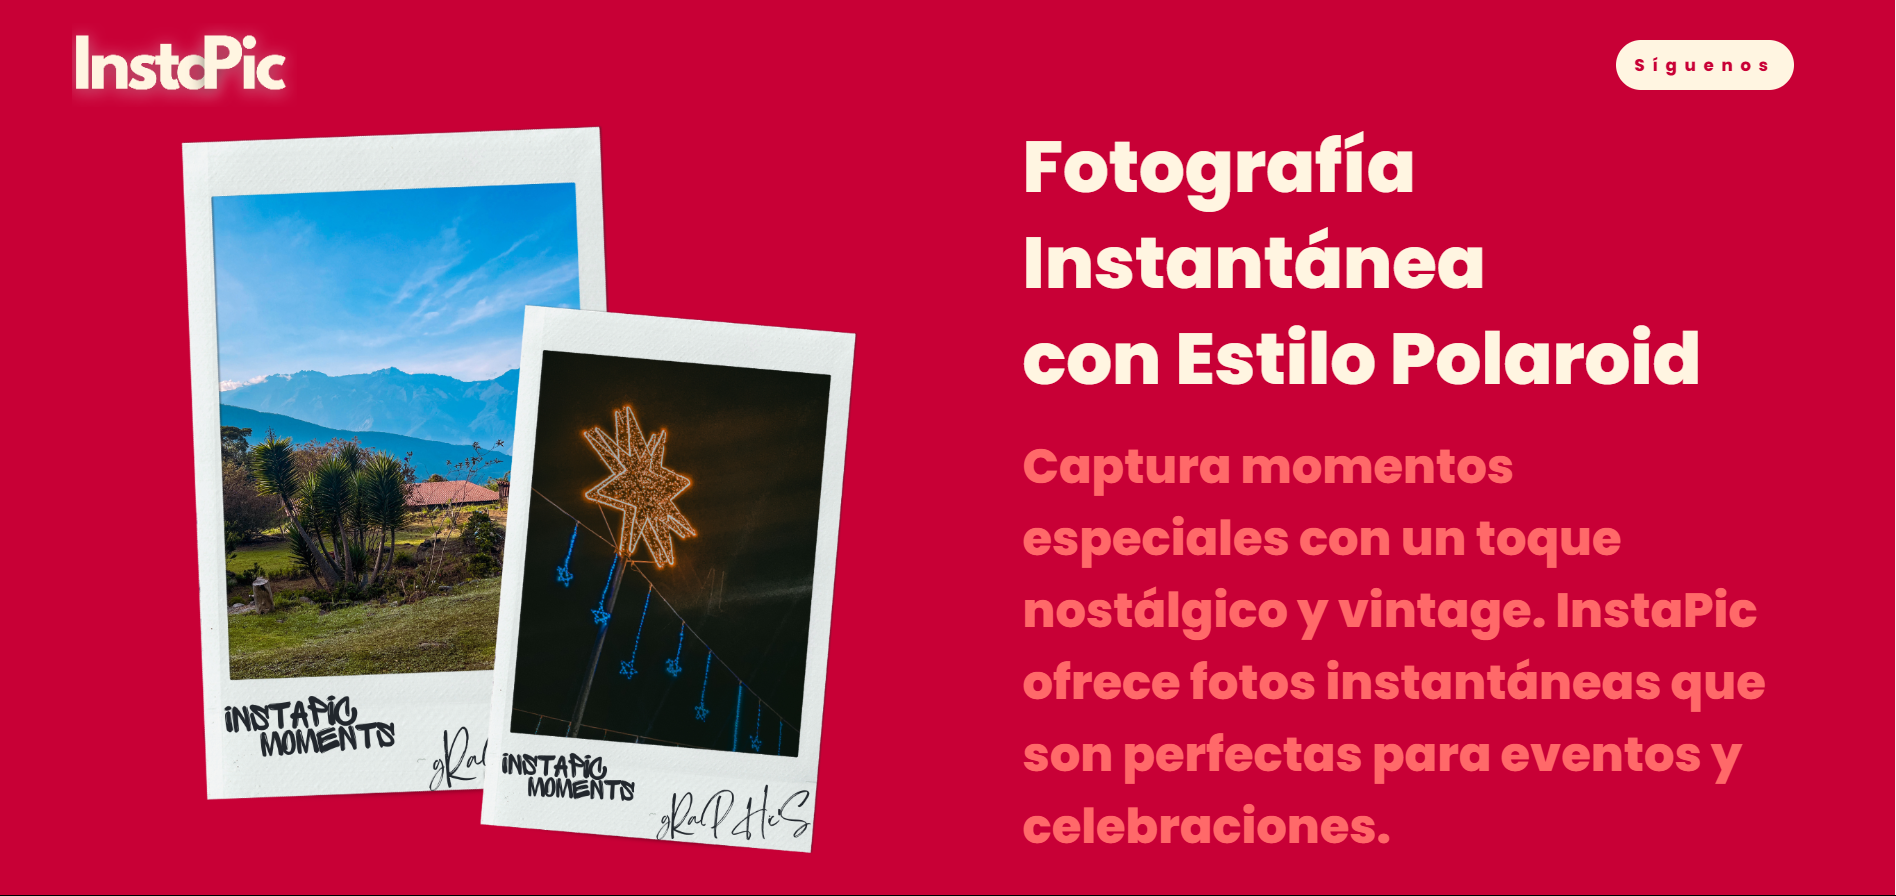 InstaPic
Síguenos
Fotografía
Instantánea
con Estilo Polaroid
Captura momentos
especiales con un toque
nostálgico y vintage. InstaPic
ofrece fotos instantáneas que
son perfectas para eventos y
celebraciones.
INSTAPIC
MOMENTS
INSTAPIC
MOMENTS
gRaPHicS